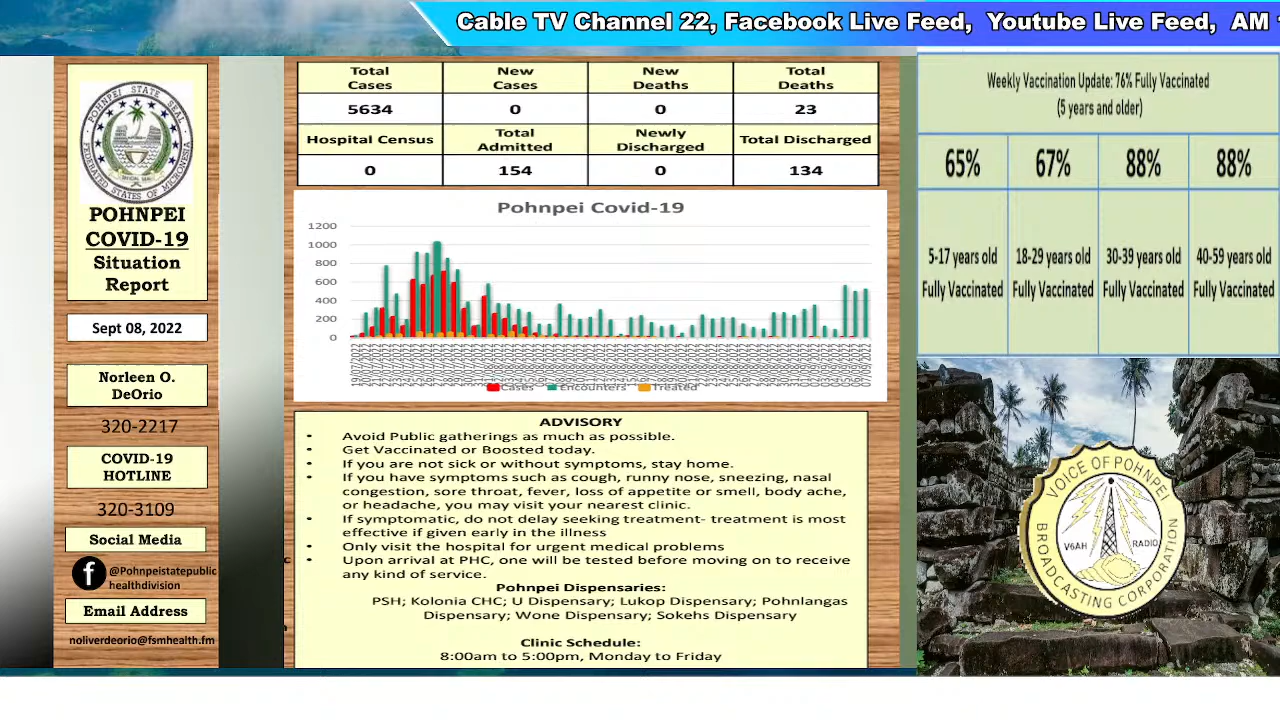 Cable TV Channel 22, Facebook Live Feed, Youtube Live Feed, AM
POHNPEI STATE SEAL
FEDERATED STATES OF MICRONESIA
POHNPEI
COVID-19
Situation
Report
Sept 08, 2022
Norleen O.
DeOrio
320-2217
COVID-19
HOTLINE
320-3109
Social Media
f
@Pohnpeistatepublic
healthdivision
Email Address
noliverdeorio@fsmhealth.fm
Total Cases New Cases New Deaths Total Deaths
5634 0 0 23
Hospital Census Total Admitted Newly Discharged Total Discharged
0 154 0 134
Pohnpei Covid-19
1200
1000
800
600
400
200
0
Cases Encounters Treated
ADVISORY
• Avoid Public gatherings as much as possible.
• Get Vaccinated or Boosted today.
• If you are not sick or without symptoms, stay home.
• If you have symptoms such as cough, runny nose, sneezing, nasal
congestion, sore throat, fever, loss of appetite or smell, body ache,
or headache, you may visit your nearest clinic.
• If symptomatic, do not delay seeking treatment- treatment is most
effective if given early in the illness
• Only visit the hospital for urgent medical problems
• Upon arrival at PHC, one will be tested before moving on to receive
any kind of service.
Pohnpei Dispensaries:
PSH; Kolonia CHC; U Dispensary; Lukop Dispensary; Pohnlangas
Dispensary; Wone Dispensary; Sokehs Dispensary
Clinic Schedule:
8:00am to 5:00pm, Monday to Friday
Weekly Vaccination Update: 76% Fully Vaccinated
(5 years and older)
65% 67% 88% 88%
5-17 years old 18-29 years old 30-39 years old 40-59 years old
Fully Vaccinated Fully Vaccinated Fully Vaccinated Fully Vaccinated
VOICE OF POHNPEI
V6AH RADIO
BROADCASTING CORPORATION